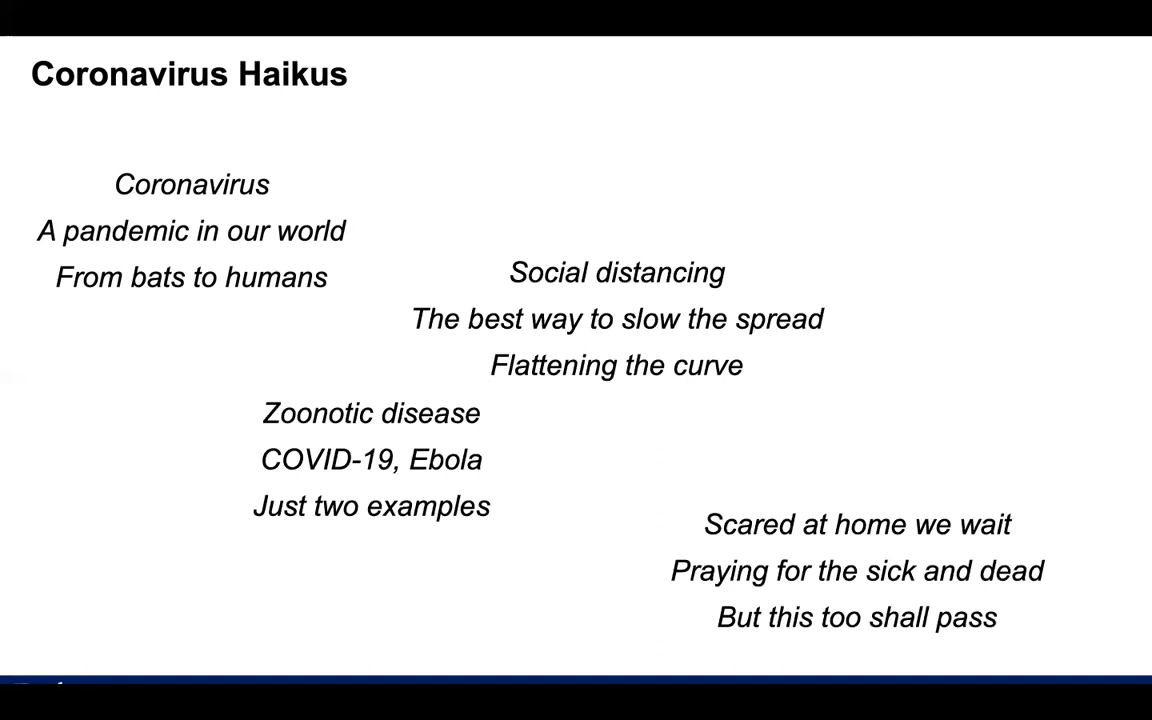 Coronavirus Haikus
Coronavirus
A pandemic in our world
From bats to humans
Social distancing
The best way to slow the spread
Flattening the curve
Zoonotic disease
COVID-19, Ebola
Just two examples
Scared at home we wait
Praying for the sick and dead
But this too shall pass